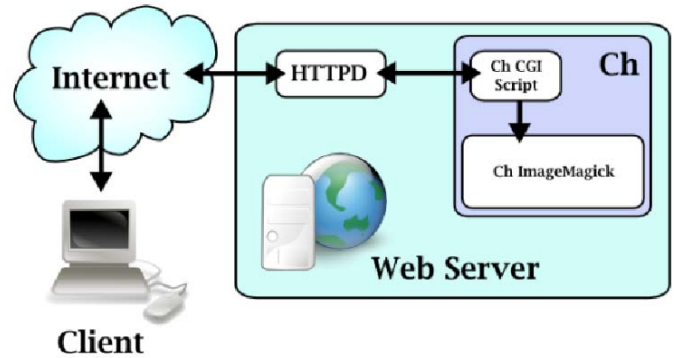 Internet
HTTPD
Ch CGI
Script
Ch
Ch ImageMagick
Web Server
Client